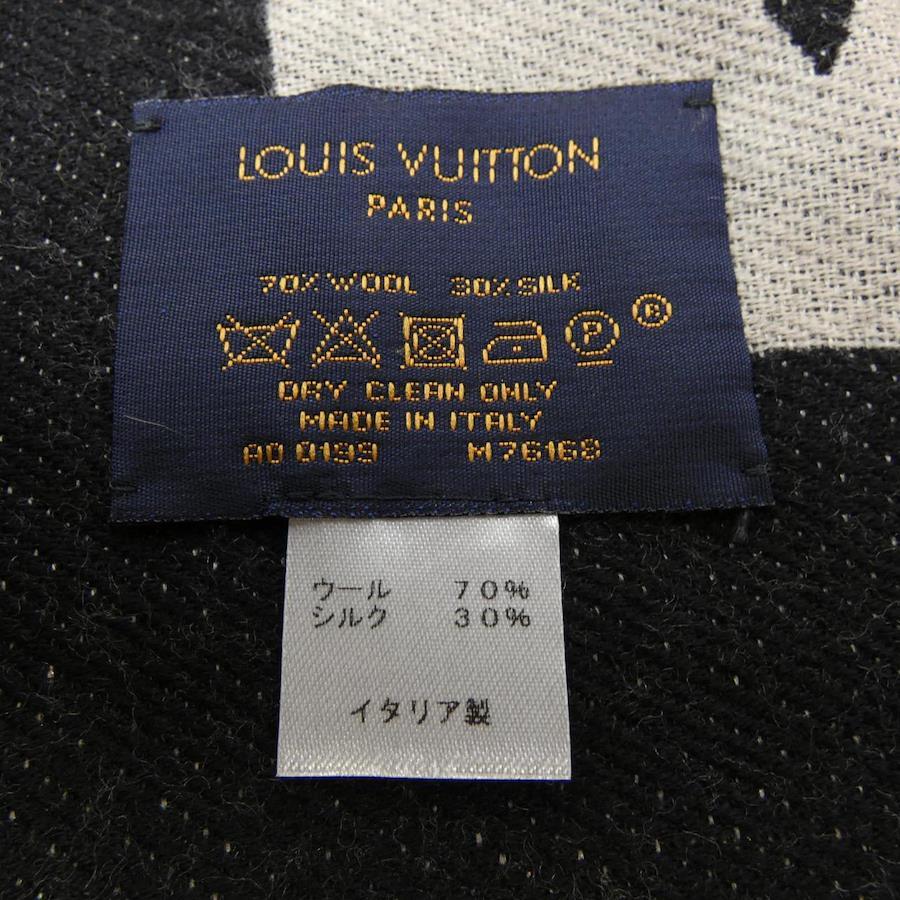 LOUIS VUITTON
PARIS
70% WOOL 30% SILK
P ®
DRY CLEAN ONLY
MADE IN ITALY
AO 0199 M76168
ウール 70%
シルク 30%
イタリア製